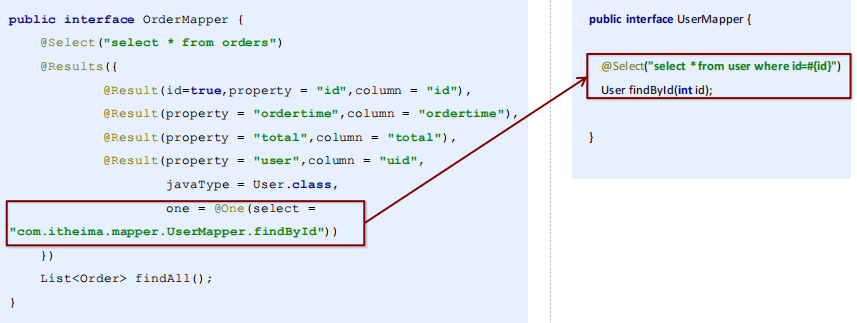 public interface OrderMapper {
@Select("select * from orders")
@Results({
@Result(id=true,property = "id",column = "id"),
@Result(property = "ordertime",column = "ordertime"),
@Result(property = "total",column = "total"),
@Result(property = "user",column = "uid",
javaType = User.class,
one = @One(select =
"com.itheima.mapper.UserMapper.findById"))
})
List<Order> findAll();
}
public interface UserMapper {
@Select("select * from user where id=#{id}")
User findById(int id);
}